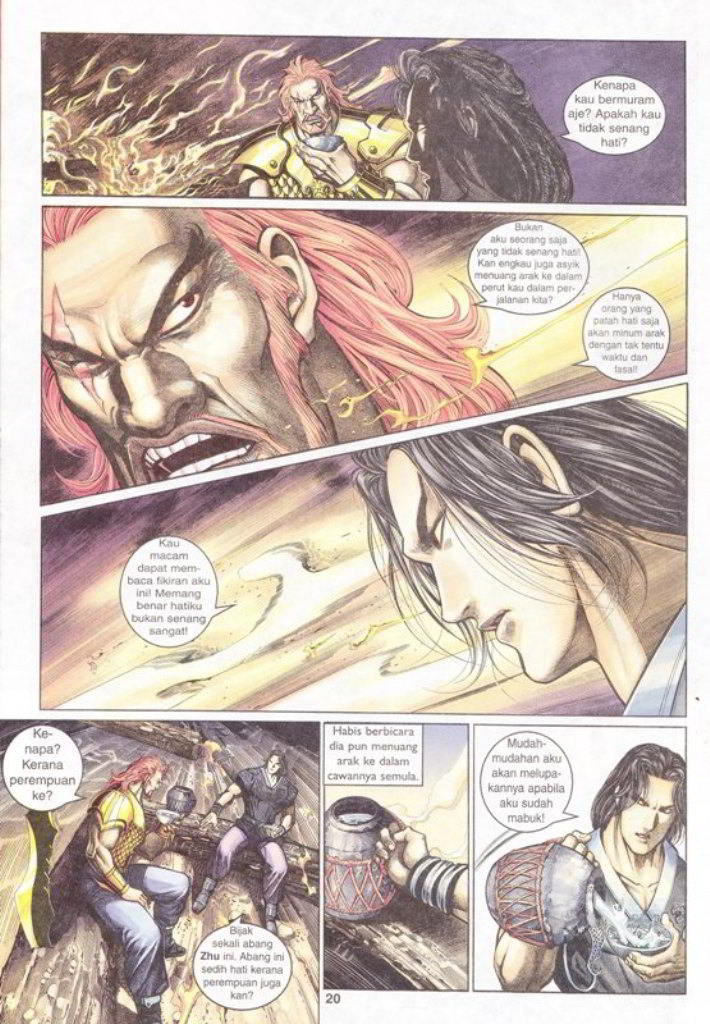 Kenapa
kau bermuram
aje? Apakah kau
tidak senang
hati?
Bukan
aku seorang saja
yang tidak senang hati!
Kan engkau juga asyik
menuang arak ke dalam
perut kau dalam per-
jalanan kita?
Hanya
orang yang
patah hati saja
akan minum arak
dengan tak tentu
waktu dan
fasal!
Kau
macam
dapat mem-
baca fikiran aku
ini! Memang
benar hatiku
bukan senang
sangat!
Ke-
napa?
Kerana
perempuan
ke?
Bijak
sekali abang
Zhu ini. Abang ini
sedih hati kerana
perempuan juga
kan?
Habis berbicara
dia pun menuang
arak ke dalam
cawannya semula.
Mudah-
mudahan aku
akan melupa-
kannya apabila
aku sudah
mabuk!
20